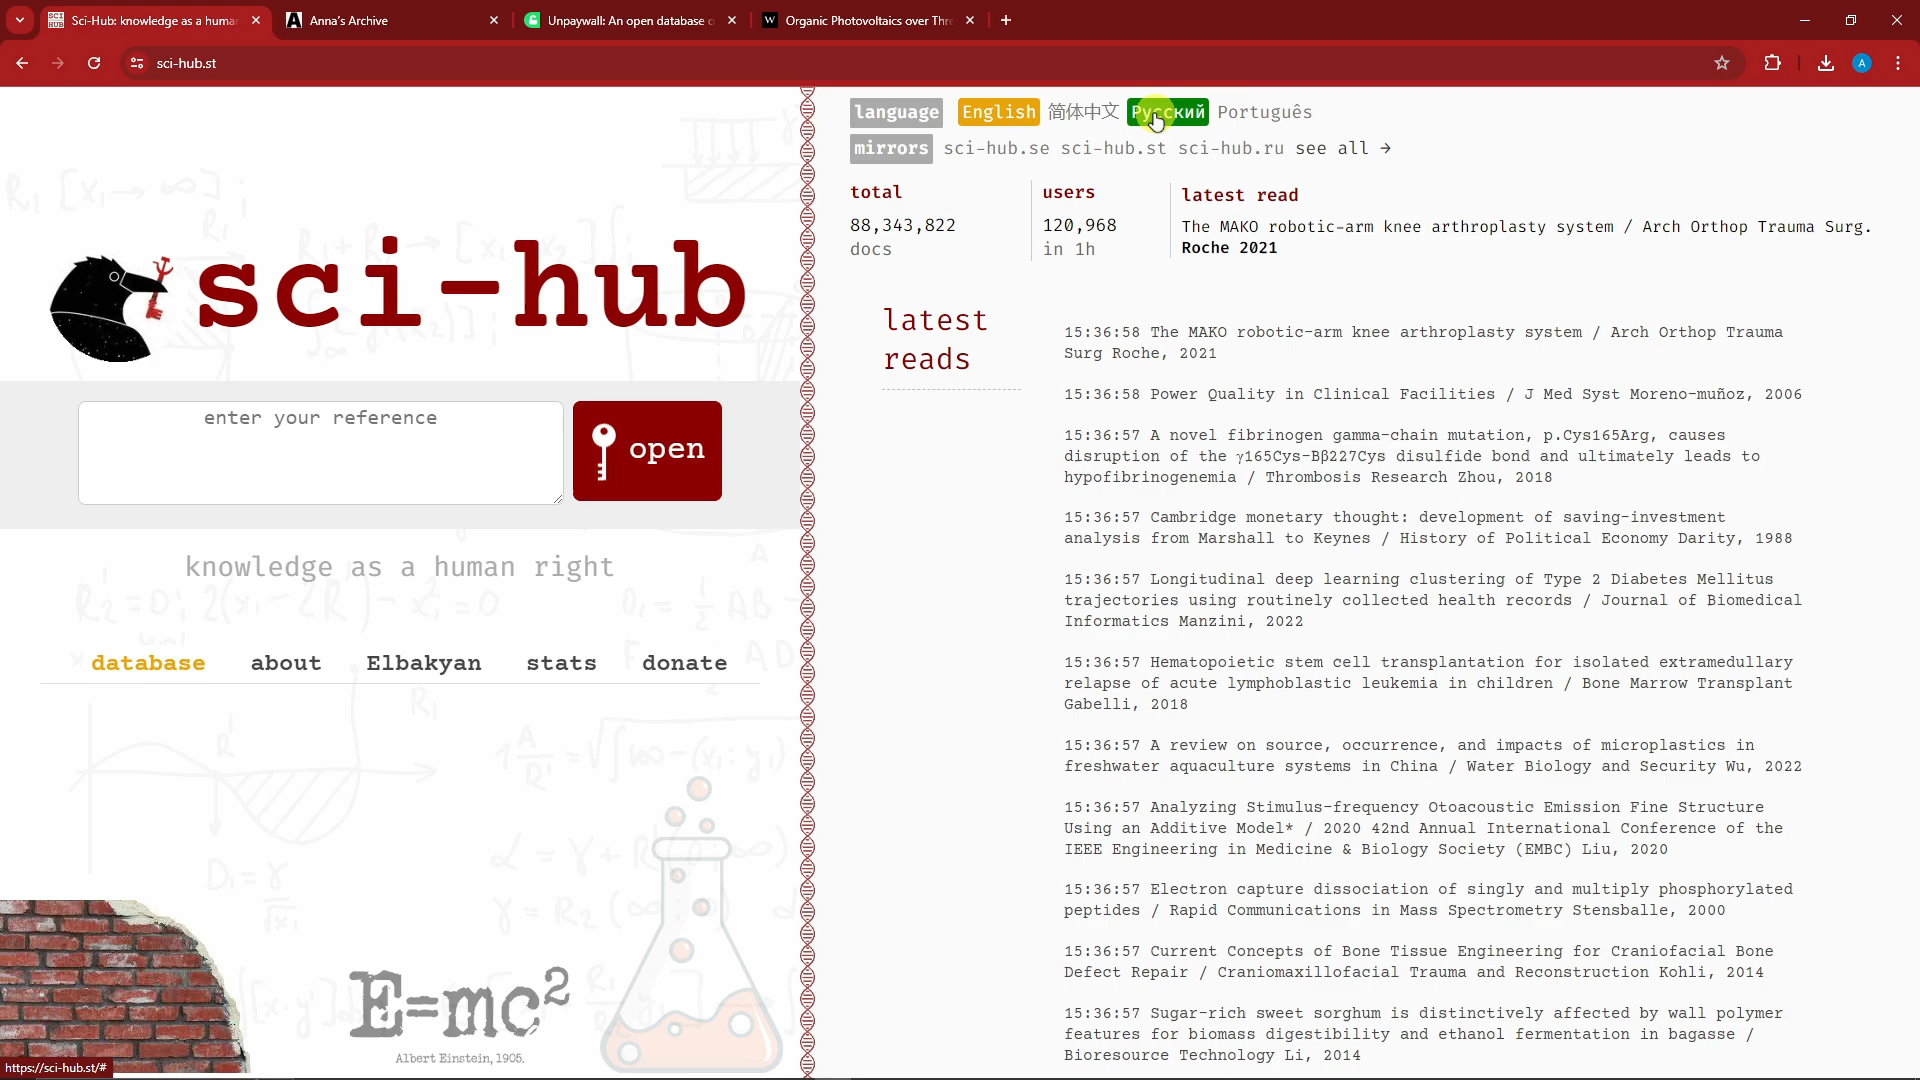 Sci-Hub: knowledge as a huma
Anna's Archive
Unpaywall: An open database o
Organic Photovoltaics over Thre
sci-hub.st
A
language English 简体中文 Русский Português
mirrors sci-hub.se sci-hub.st sci-hub.ru see all →
total
88,343,822
docs
users
120,968
in 1h
latest read
The MAKO robotic-arm knee arthroplasty system / Arch Orthop Trauma Surg.
Roche 2021
sci-hub
enter your reference
open
knowledge as a human right
database about Elbakyan stats donate
E=mc²
Albert Einstein, 1905.
latest
reads
15:36:58 The MAKO robotic-arm knee arthroplasty system / Arch Orthop Trauma
Surg Roche, 2021
15:36:58 Power Quality in Clinical Facilities / J Med Syst Moreno-muñoz, 2006
15:36:57 A novel fibrinogen gamma-chain mutation, p.Cys165Arg, causes
disruption of the γ165Cys-Bβ227Cys disulfide bond and ultimately leads to
hypofibrinogenemia / Thrombosis Research Zhou, 2018
15:36:57 Cambridge monetary thought: development of saving-investment
analysis from Marshall to Keynes / History of Political Economy Darity, 1988
15:36:57 Longitudinal deep learning clustering of Type 2 Diabetes Mellitus
trajectories using routinely collected health records / Journal of Biomedical
Informatics Manzini, 2022
15:36:57 Hematopoietic stem cell transplantation for isolated extramedullary
relapse of acute lymphoblastic leukemia in children / Bone Marrow Transplant
Gabelli, 2018
15:36:57 A review on source, occurrence, and impacts of microplastics in
freshwater aquaculture systems in China / Water Biology and Security Wu, 2022
15:36:57 Analyzing Stimulus-frequency Otoacoustic Emission Fine Structure
Using an Additive Model* / 2020 42nd Annual International Conference of the
IEEE Engineering in Medicine & Biology Society (EMBC) Liu, 2020
15:36:57 Electron capture dissociation of singly and multiply phosphorylated
peptides / Rapid Communications in Mass Spectrometry Stensballe, 2000
15:36:57 Current Concepts of Bone Tissue Engineering for Craniofacial Bone
Defect Repair / Craniomaxillofacial Trauma and Reconstruction Kohli, 2014
15:36:57 Sugar-rich sweet sorghum is distinctively affected by wall polymer
features for biomass digestibility and ethanol fermentation in bagasse /
Bioresource Technology Li, 2014
https://sci-hub.st/#